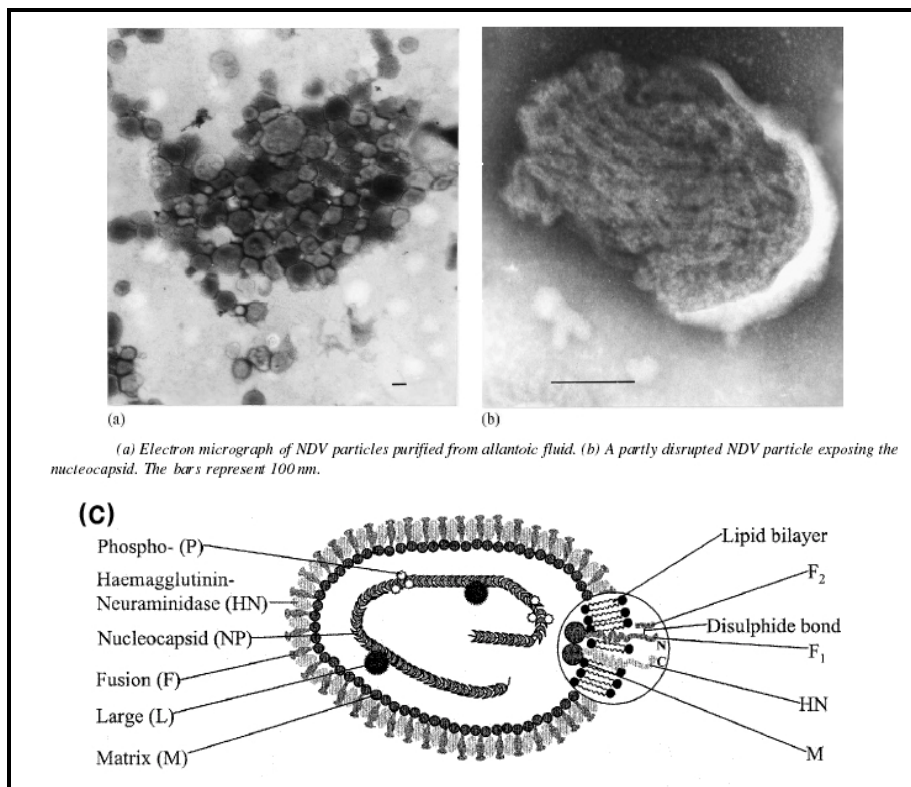 (a)
(b)
(a) Electron micrograph of NDV particles purified from allantoic fluid. (b) A partly disrupted NDV particle exposing the
nucleocapsid. The bars represent 100 nm.
(C)
Phospho- (P)
Haemagglutinin-
Neuraminidase (HN)
Nucleocapsid (NP)
Fusion (F)
Large (L)
Matrix (M)
Lipid bilayer
F₂
Disulphide bond
F₁
N
C
HN
M